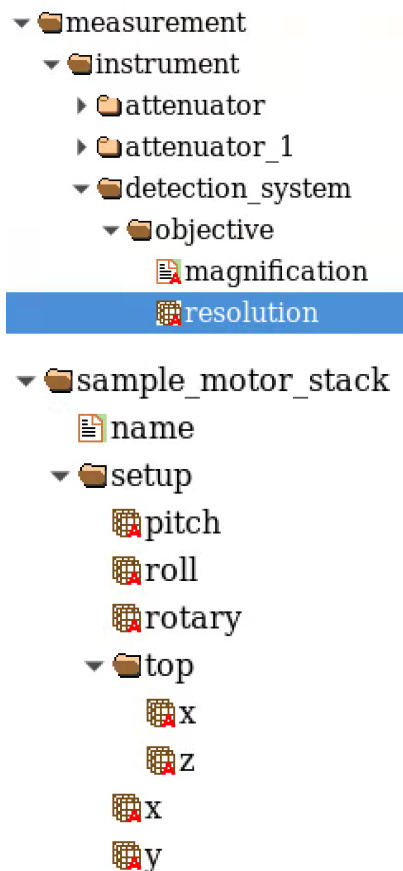 measurement
instrument
attenuator
attenuator_1
detection_system
objective
magnification
resolution
sample_motor_stack
name
setup
pitch
roll
rotary
top
x
z
x
y